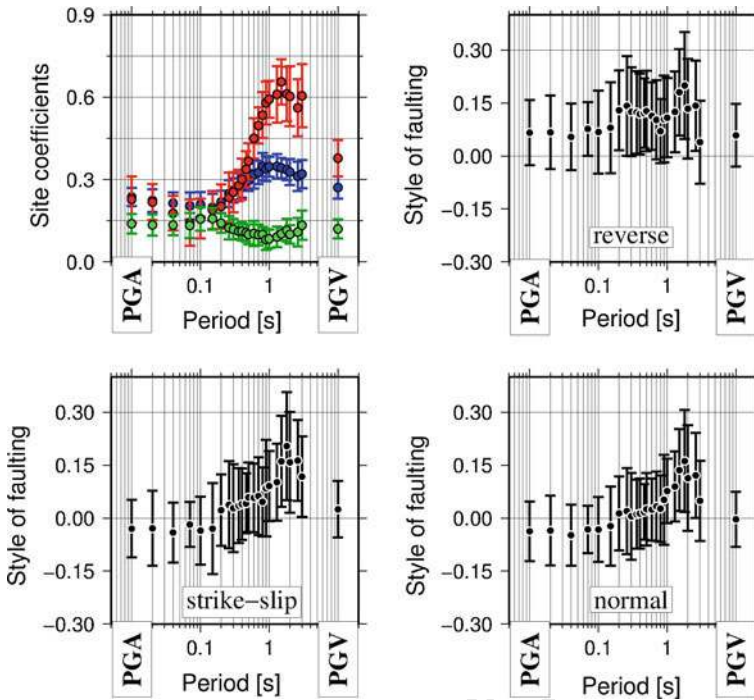 Site coefficients
0.9
0.6
0.3
0.0
PGA
0.1
1
PGV
Period [s]
Style of faulting
0.30
0.15
0.00
−0.15
−0.30
reverse
PGA
0.1
1
PGV
Period [s]
Style of faulting
0.30
0.15
0.00
−0.15
−0.30
strike−slip
PGA
0.1
1
PGV
Period [s]
Style of faulting
0.30
0.15
0.00
−0.15
−0.30
normal
PGA
0.1
1
PGV
Period [s]